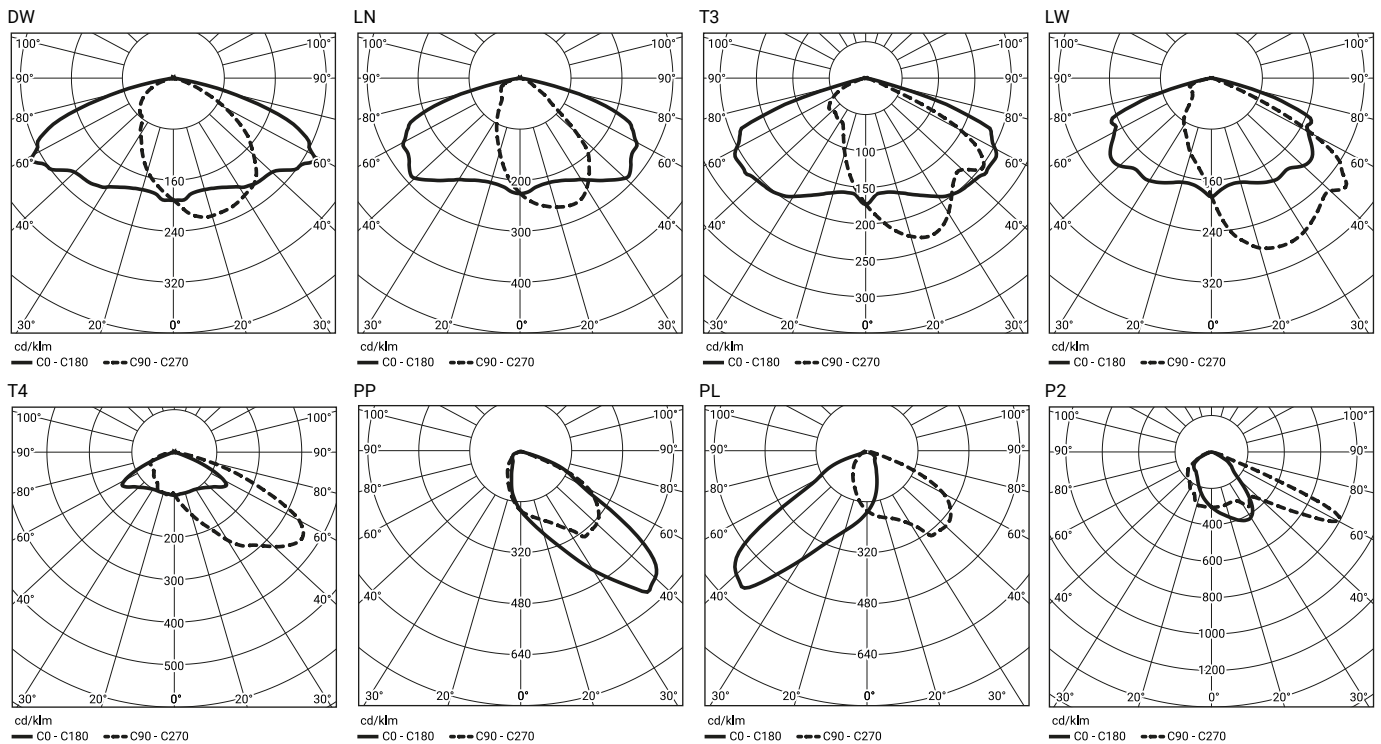 DW LN T3 LW
100° 100° 100° 100° 100° 100° 100° 100°
90° 90° 90° 90° 90° 90° 90° 90°
80° 80° 80° 80° 80° 80° 80° 80°
100
60° 60° 60° 60° 60° 60° 60° 60°
160 200 150 160
40° 40° 40° 40° 40° 40° 40° 40°
240 300 200 240
250
320 400 300 320
30° 20° 0° 20° 30° 30° 20° 0° 20° 30° 30° 20° 0° 20° 30° 30° 20° 0° 20° 30°
cd/klm cd/klm cd/klm cd/klm
C0 - C180 C90 - C270 C0 - C180 C90 - C270 C0 - C180 C90 - C270 C0 - C180 C90 - C270
T4 PP PL P2
100° 100° 100° 100° 100° 100° 100° 100°
90° 90° 90° 90° 90° 90° 90° 90°
80° 80° 80° 80° 80° 80° 80° 80°
400
60° 60° 60° 60° 60° 60° 60° 60°
200 320 320 600
300
40° 40° 40° 40° 40° 40° 40° 40°
480 480 800
400 1000
640 640
500 1200
30° 20° 0° 20° 30° 30° 20° 0° 20° 30° 30° 20° 0° 20° 30° 30° 20° 0° 20° 30°
cd/klm cd/klm cd/klm cd/klm
C0 - C180 C90 - C270 C0 - C180 C90 - C270 C0 - C180 C90 - C270 C0 - C180 C90 - C270